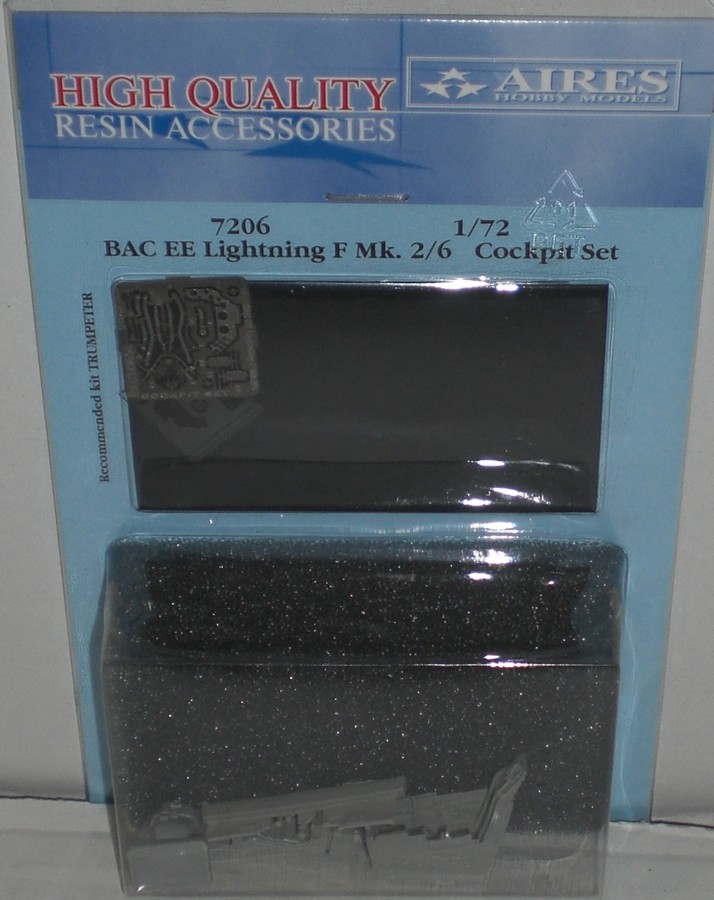 HIGH QUALITY
RESIN ACCESSORIES
AIRES
HOBBY MODELS
7206 1/72
BAC EE Lightning F Mk. 2/6 Cockpit Set
Recommended kit TRUMPETER